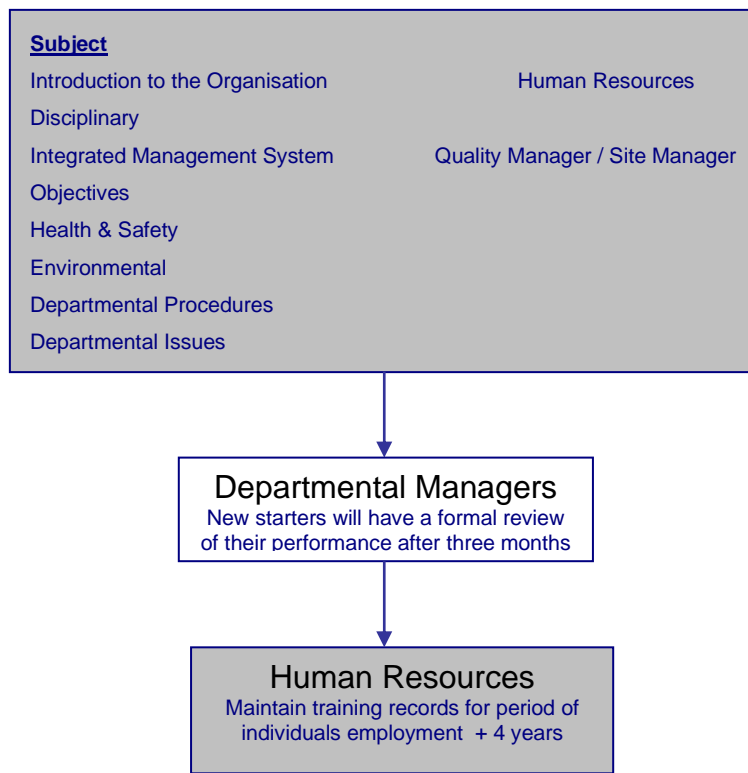 Subject
Introduction to the Organisation Human Resources
Disciplinary
Integrated Management System Quality Manager / Site Manager
Objectives
Health & Safety
Environmental
Departmental Procedures
Departmental Issues
Departmental Managers
New starters will have a formal review
of their performance after three months
Human Resources
Maintain training records for period of
individuals employment + 4 years